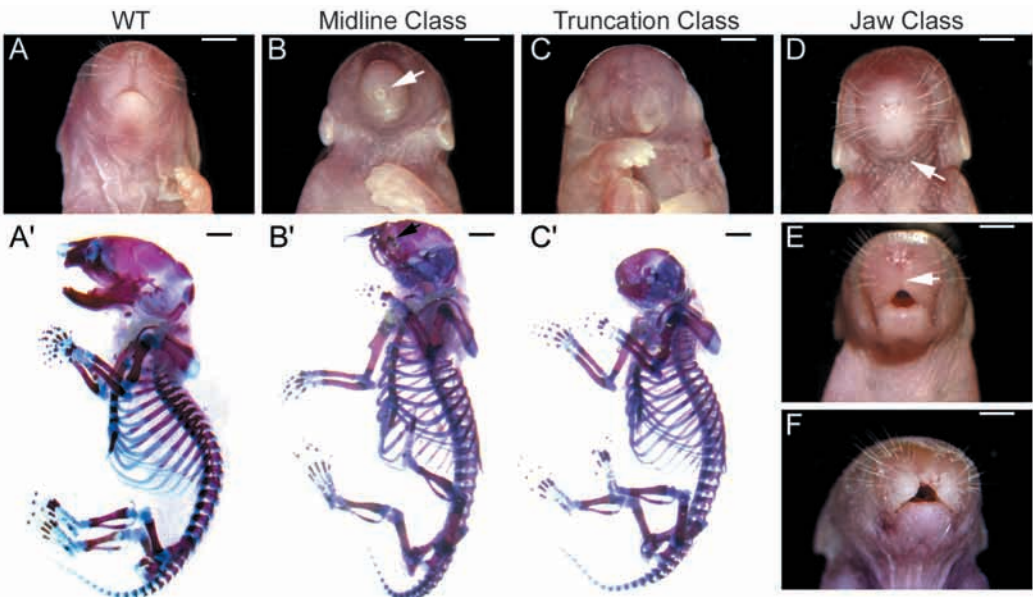 WT Midline Class Truncation Class Jaw Class
A B C D
A' B' C' E
F